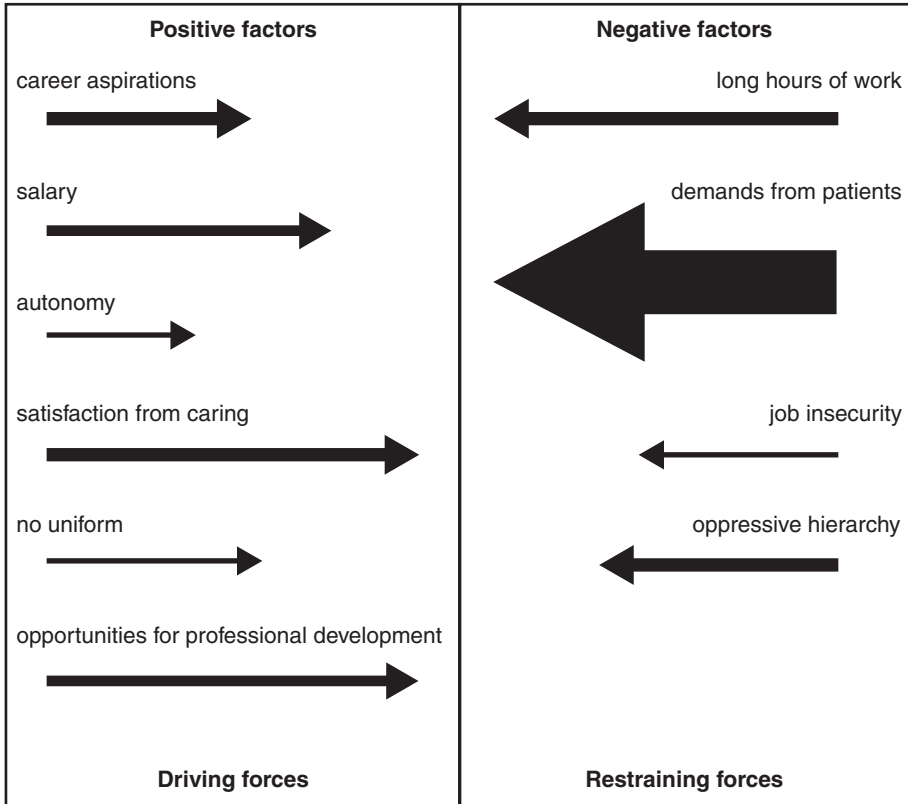 Positive factors
career aspirations
salary
autonomy
satisfaction from caring
no uniform
opportunities for professional development
Driving forces
Negative factors
long hours of work
demands from patients
job insecurity
oppressive hierarchy
Restraining forces